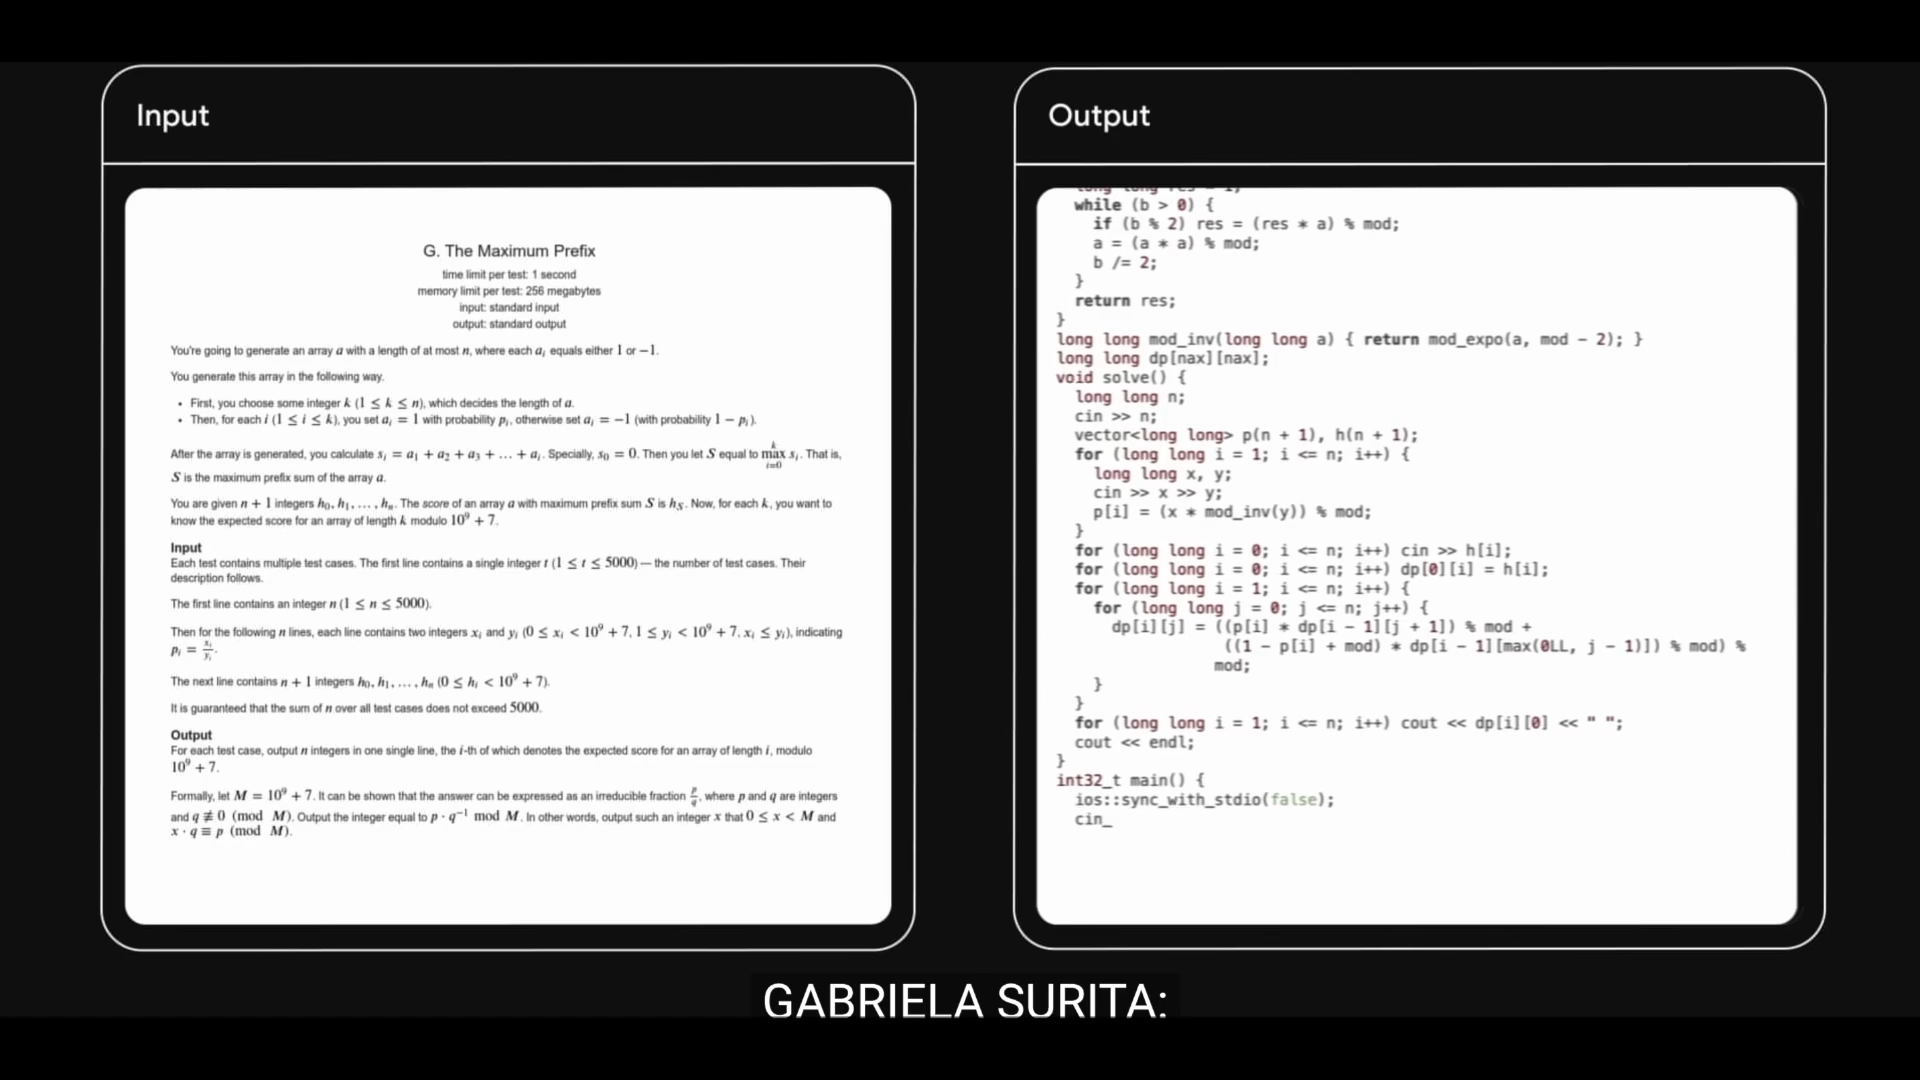 Input
G. The Maximum Prefix
time limit per test: 1 second
memory limit per test: 256 megabytes
input: standard input
output: standard output
You're going to generate an array a with a length of at most n, where each a_i equals either 1 or −1.
You generate this array in the following way.
• First, you choose some integer k (1 ≤ k ≤ n), which decides the length of a.
• Then, for each i (1 ≤ i ≤ k), you set a_i = 1 with probability p_i, otherwise set a_i = −1 (with probability 1 − p_i).
After the array is generated, you calculate s_i = a_1 + a_2 + a_3 + … + a_i. Specially, s_0 = 0. Then you let S equal to max_{i=0}^{k} s_i. That is,
S is the maximum prefix sum of the array a.
You are given n + 1 integers h_0, h_1, … , h_n. The score of an array a with maximum prefix sum S is h_S. Now, for each k, you want to
know the expected score for an array of length k modulo 10^9 + 7.
Input
Each test contains multiple test cases. The first line contains a single integer t (1 ≤ t ≤ 5000) — the number of test cases. Their
description follows.
The first line contains an integer n (1 ≤ n ≤ 5000).
Then for the following n lines, each line contains two integers x_i and y_i (0 ≤ x_i < 10^9 + 7, 1 ≤ y_i < 10^9 + 7, x_i ≤ y_i), indicating
p_i = x_i/y_i.
The next line contains n + 1 integers h_0, h_1, … , h_n (0 ≤ h_i < 10^9 + 7).
It is guaranteed that the sum of n over all test cases does not exceed 5000.
Output
For each test case, output n integers in one single line, the i-th of which denotes the expected score for an array of length i, modulo
10^9 + 7.
Formally, let M = 10^9 + 7. It can be shown that the answer can be expressed as an irreducible fraction p/q, where p and q are integers
and q ≢ 0 (mod M). Output the integer equal to p · q^−1 mod M. In other words, output such an integer x that 0 ≤ x < M and
x · q ≡ p (mod M).
Output
long long res = 1;
while (b > 0) {
if (b % 2) res = (res * a) % mod;
a = (a * a) % mod;
b /= 2;
}
return res;
}
long long mod_inv(long long a) { return mod_expo(a, mod - 2); }
long long dp[nax][nax];
void solve() {
long long n;
cin >> n;
vector<long long> p(n + 1), h(n + 1);
for (long long i = 1; i <= n; i++) {
long long x, y;
cin >> x >> y;
p[i] = (x * mod_inv(y)) % mod;
}
for (long long i = 0; i <= n; i++) cin >> h[i];
for (long long i = 0; i <= n; i++) dp[0][i] = h[i];
for (long long i = 1; i <= n; i++) {
for (long long j = 0; j <= n; j++) {
dp[i][j] = ((p[i] * dp[i - 1][j + 1]) % mod +
((1 - p[i] + mod) * dp[i - 1][max(0LL, j - 1)]) % mod) %
mod;
}
}
for (long long i = 1; i <= n; i++) cout << dp[i][0] << " ";
cout << endl;
}
int32_t main() {
ios::sync_with_stdio(false);
cin_
GABRIELA SURITA: